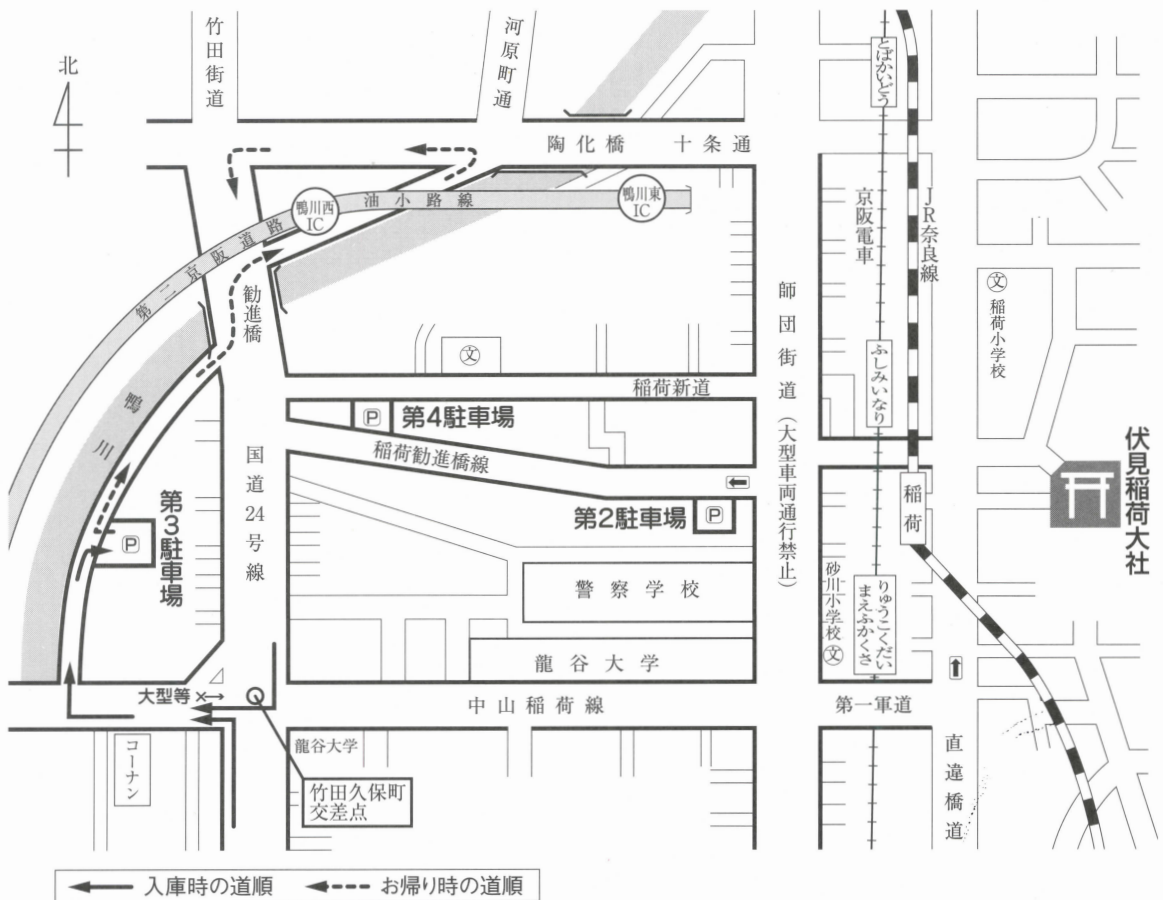 竹田街道
河原町通
北
とばかいどう
陶化橋
十条通
鴨川西
IC
油小路線
鴨川東
IC
京阪電車
JR奈良線
第二京阪道路
勧進橋
師団街道(大型車両通行禁止)
文
稲荷小学校
文
ふしみいなり
稲荷新道
鴨川
P
第4駐車場
稲荷勧進橋線
国道24号線
伏見稲荷大社
稲荷
第2駐車場
P
第3駐車場
P
警察学校
砂川小学校
文
りゅうこくだい
まえふかくさ
龍谷大学
大型等×→
中山稲荷線
第一軍道
コーナン
龍谷大学
直違橋道
竹田久保町
交差点
入庫時の道順
お帰り時の道順